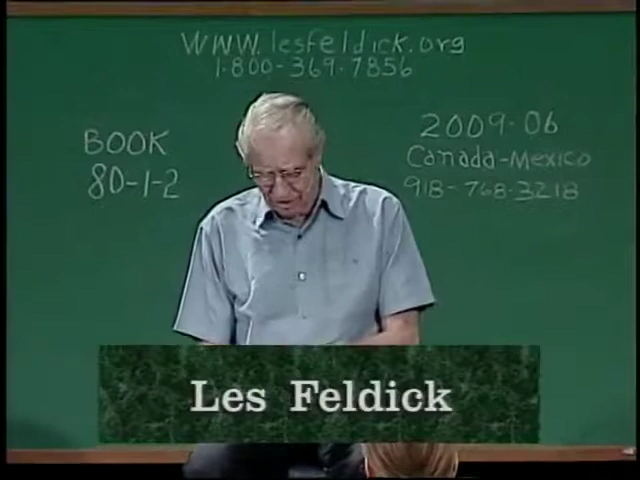 WWW.lesfeldick.org
1-800-369-7856
BOOK
80-1-2
2009-06
Canada-Mexico
918-768-3218
Les Feldick